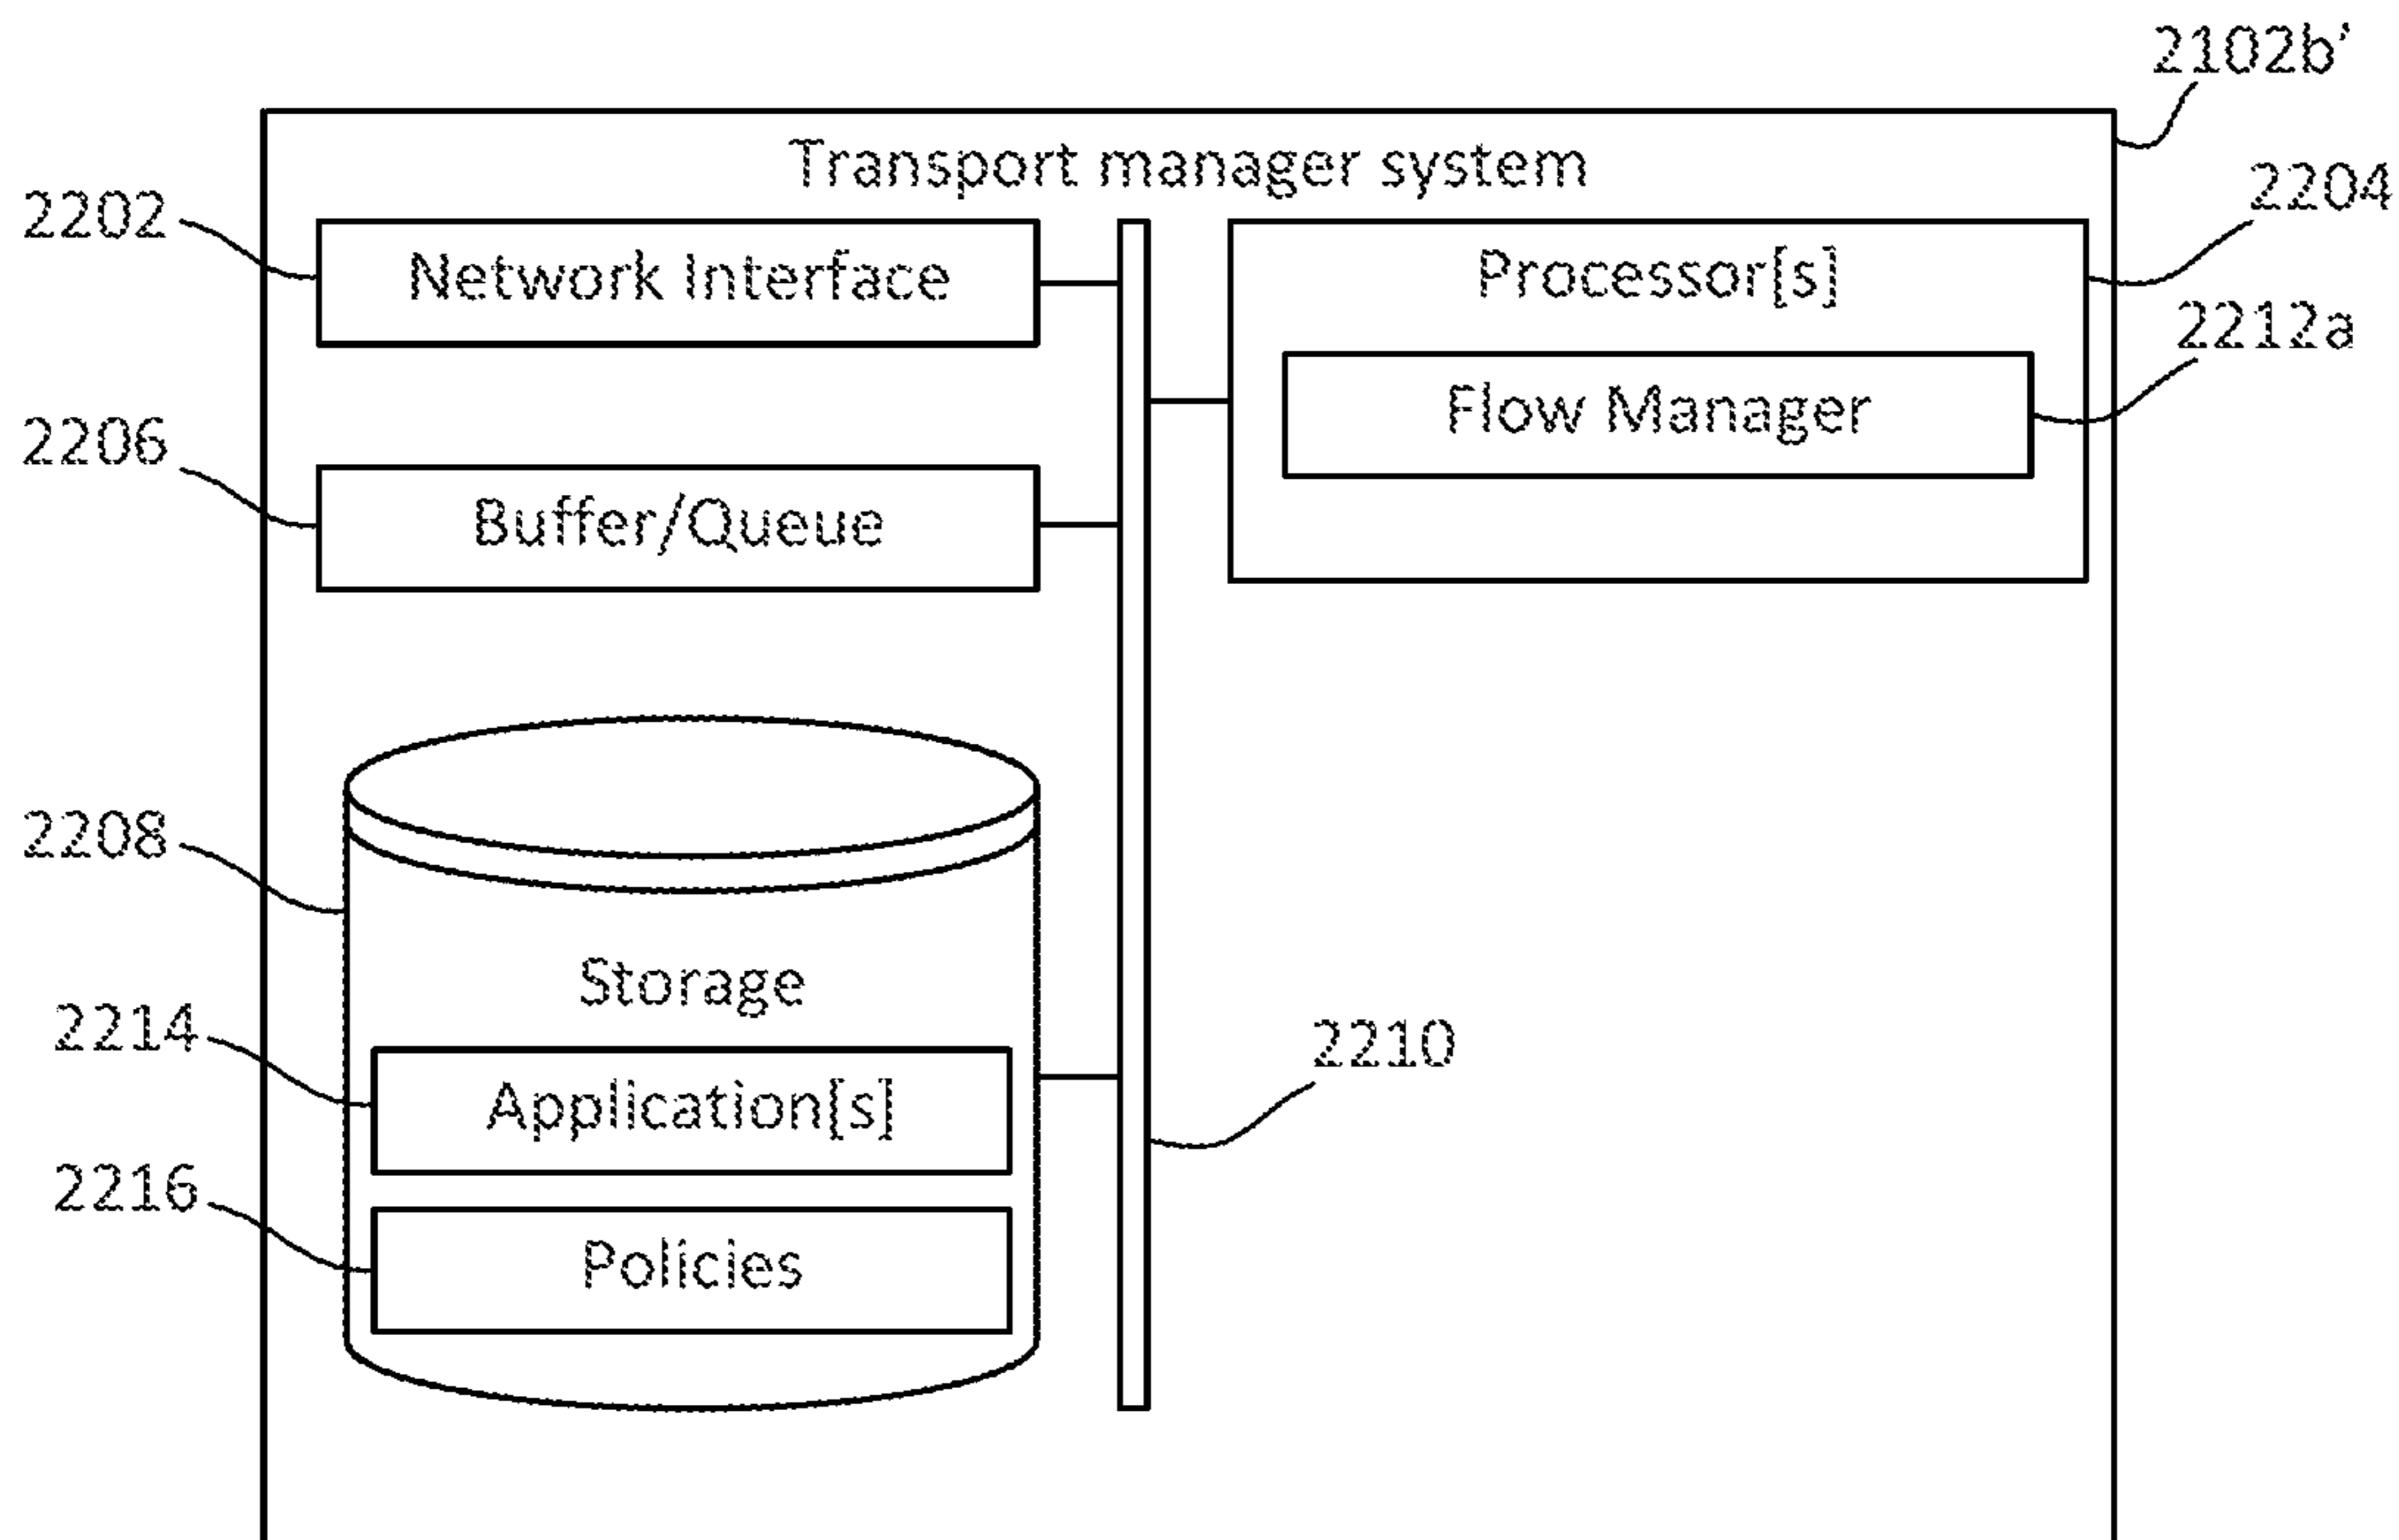 2102b'
Transport manager system
2204
2202
Network Interface
Processor[s]
2212a
Flow Manager
2206
Buffer/Queue
2208
Storage
2214
2210
Application[s]
2216
Policies